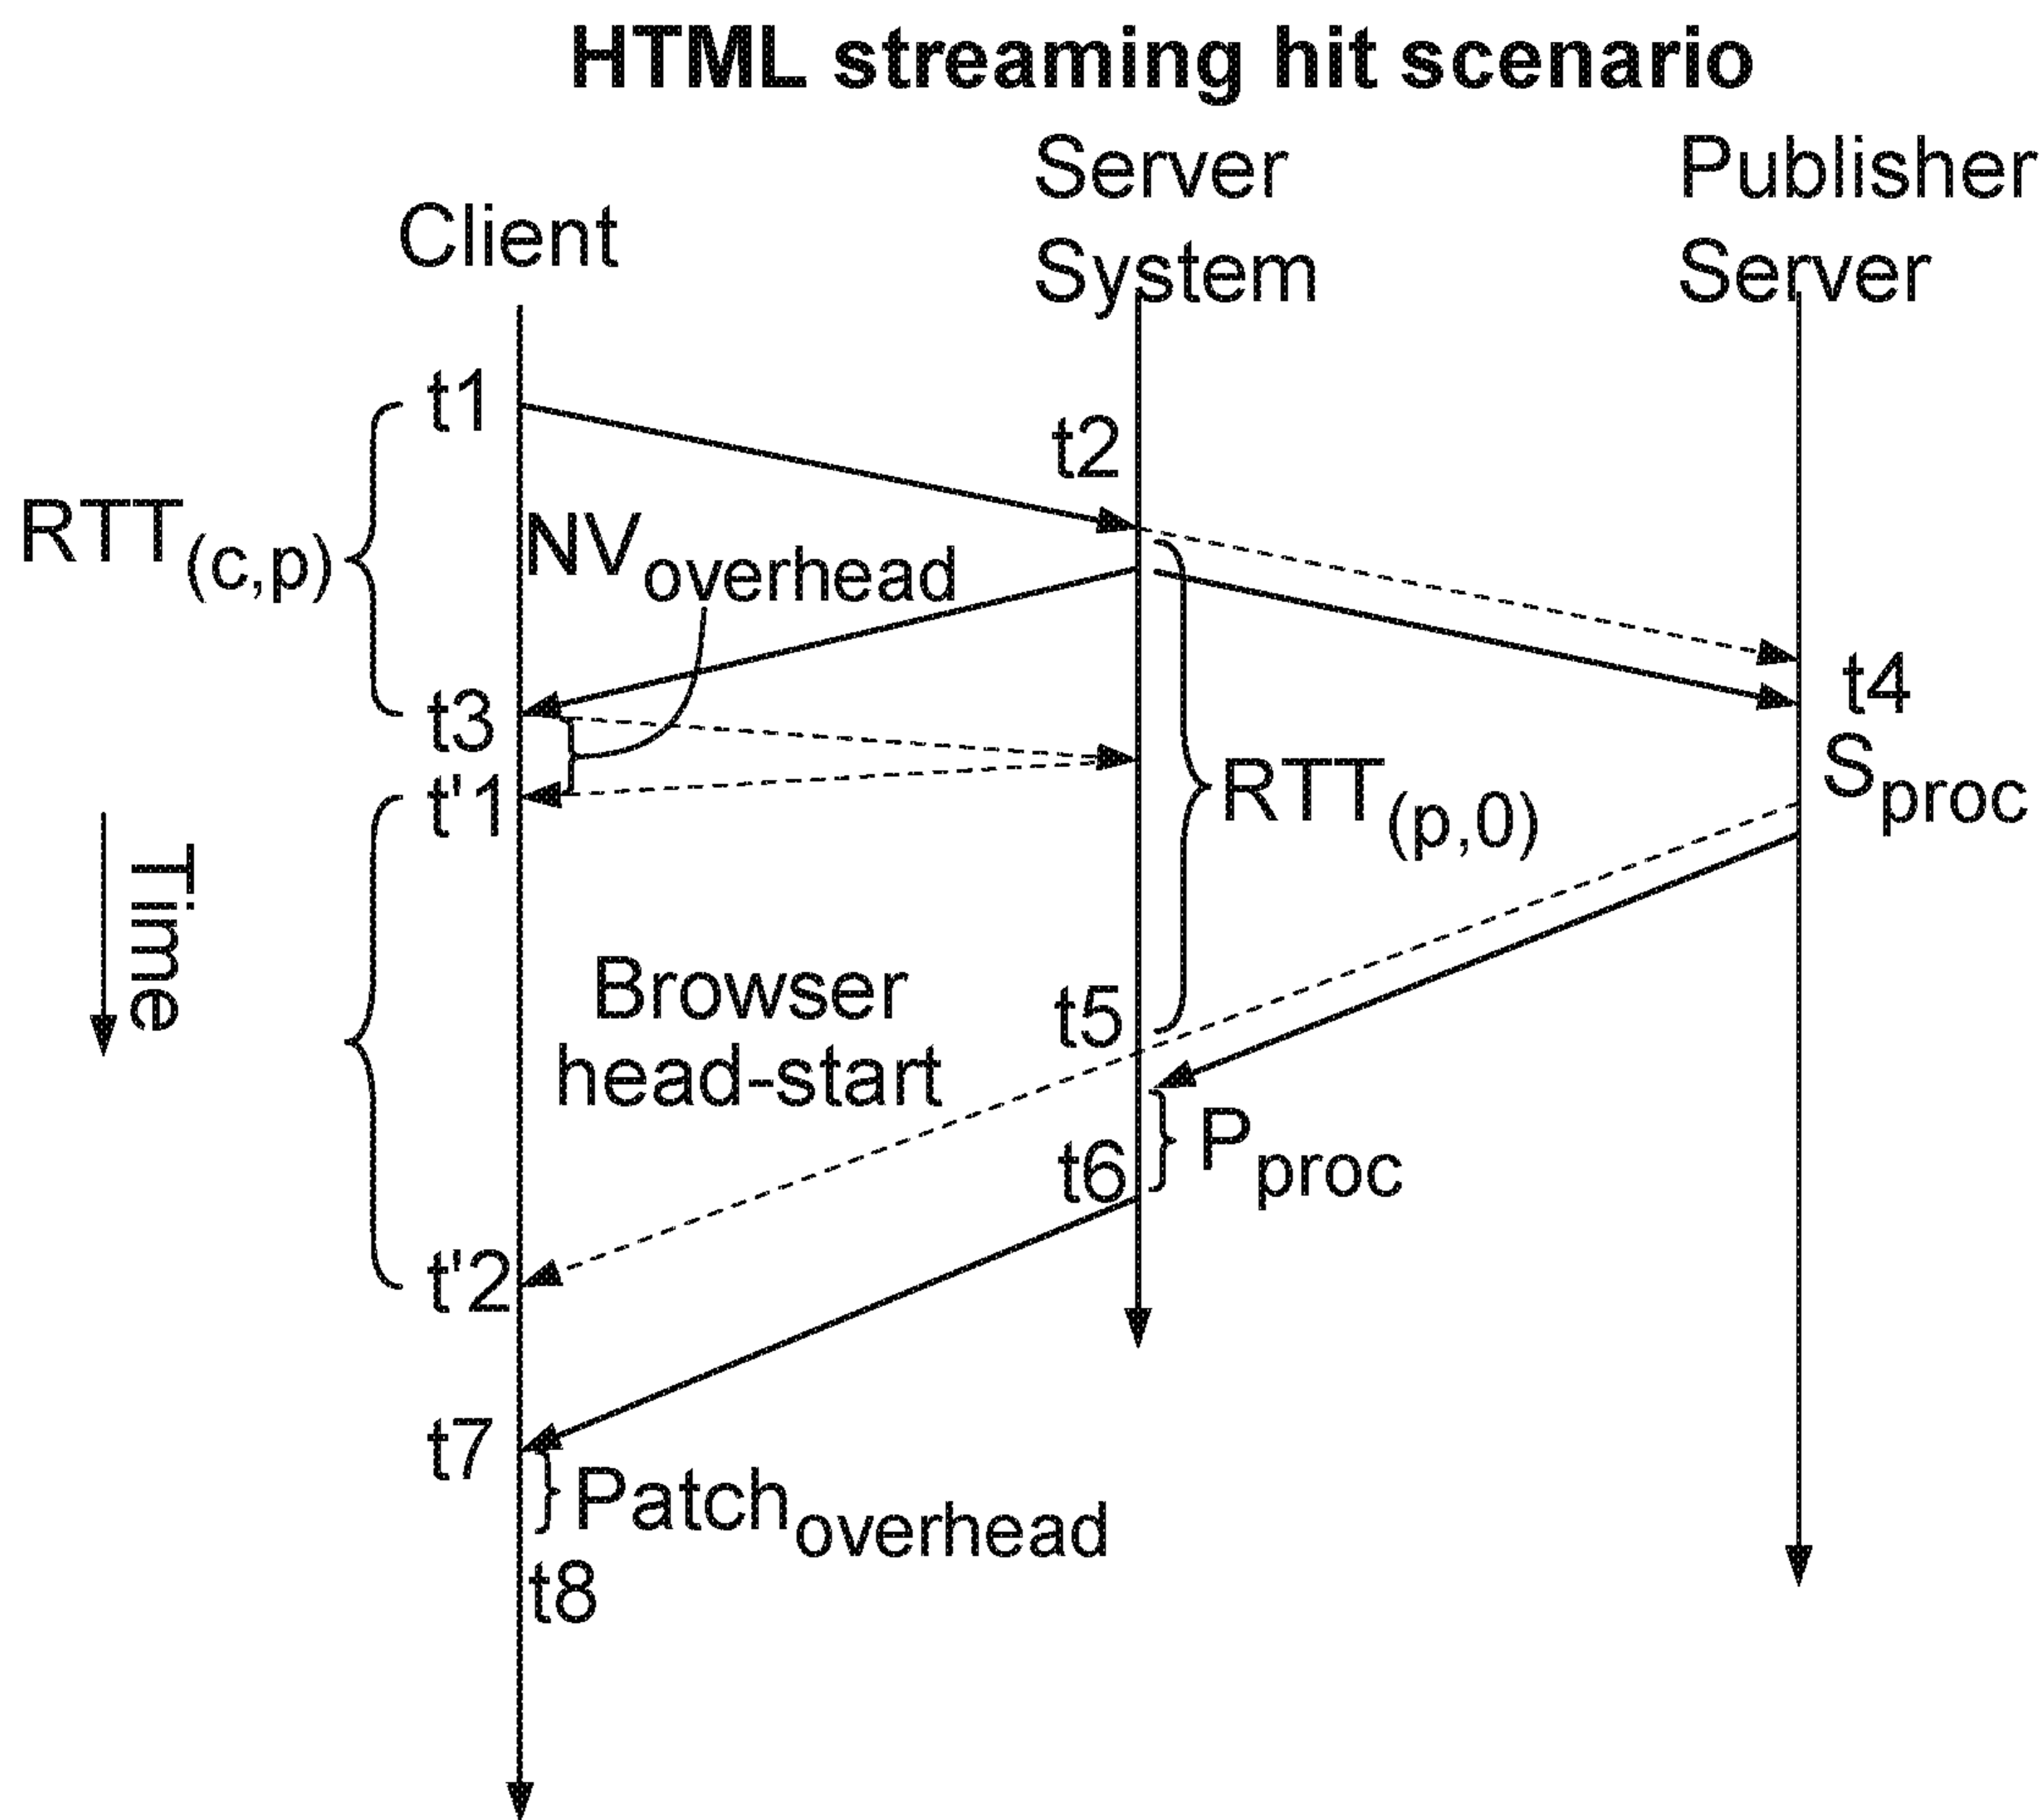 HTML streaming hit scenario
Client
Server
System
Publisher
Server
t1
t2
RTT(c,p)
NVoverhead
t3
t4
t'1
Sproc
RTT(p,0)
Time
Browser
head-start
t5
Pproc
t6
t'2
t7
Patchoverhead
t8